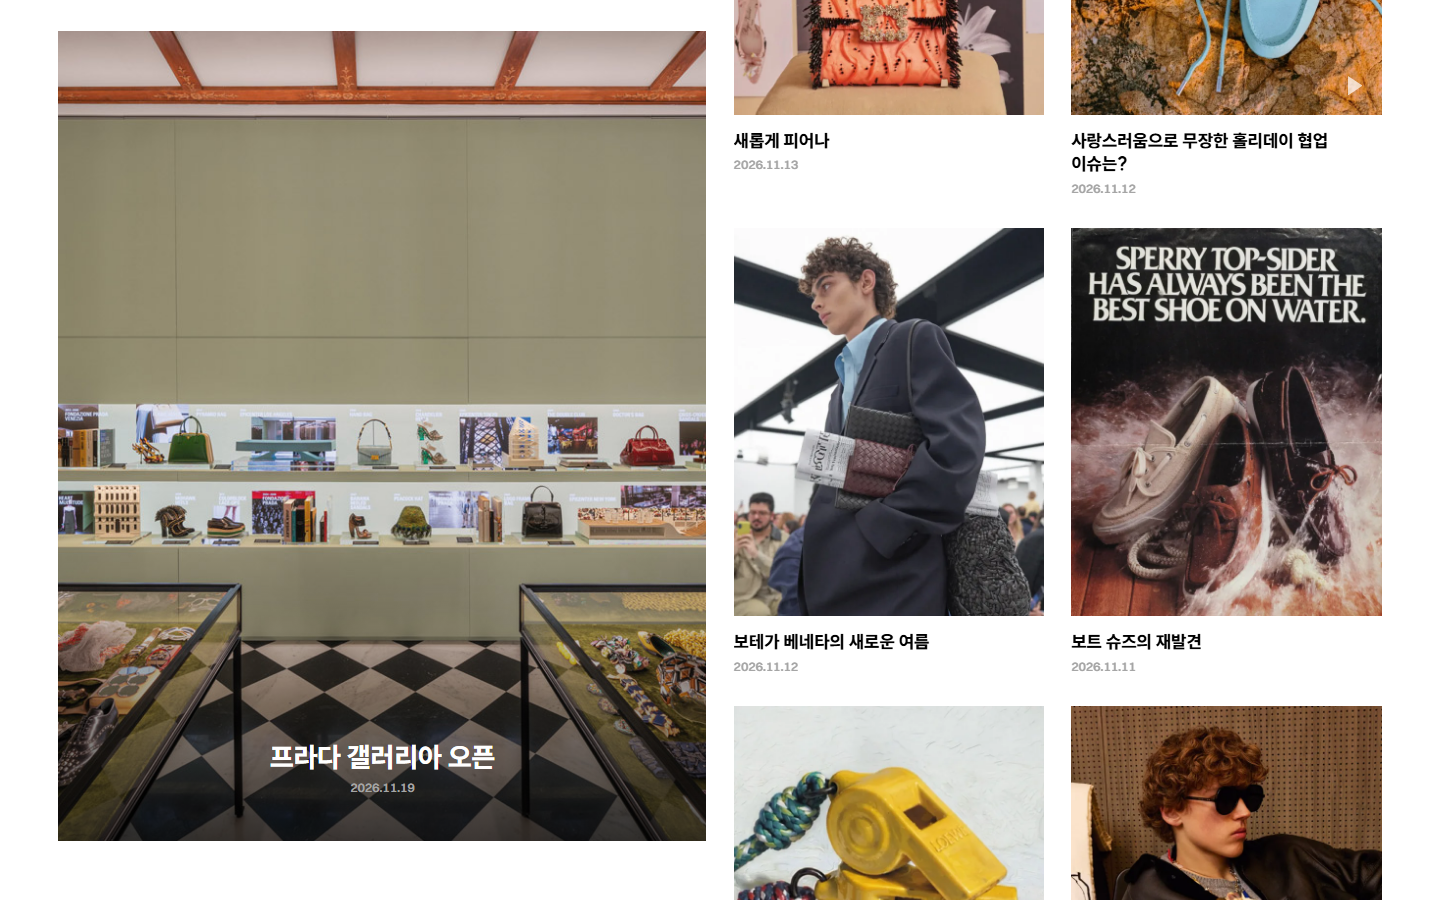 프라다 갤러리아 오픈
2026.11.19
새롭게 피어나
2026.11.13
사랑스러움으로 무장한 홀리데이 협업
이슈는?
2026.11.12
SPERRY TOP-SIDER
HAS ALWAYS BEEN THE
BEST SHOE ON WATER.
보테가 베네타의 새로운 여름
2026.11.12
보트 슈즈의 재발견
2026.11.11
LOEWE